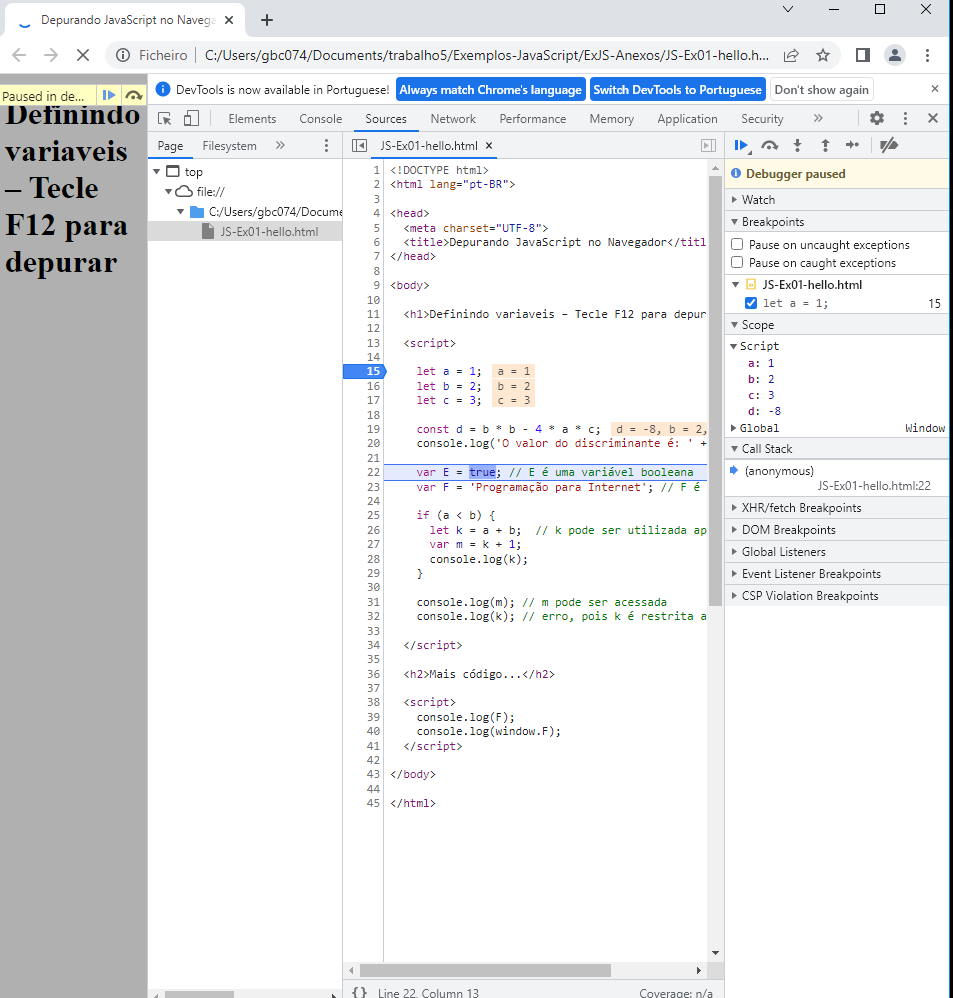 Depurando JavaScript no Navega
Ficheiro
C:/Users/gbc074/Documents/trabalho5/Exemplos-JavaScript/ExJS-Anexos/JS-Ex01-hello.h...
Paused in de...
Definindo
variaveis
– Tecle
F12 para
depurar
DevTools is now available in Portuguese!
Always match Chrome's language
Switch DevTools to Portuguese
Don't show again
Elements
Console
Sources
Network
Performance
Memory
Application
Security
Page
Filesystem
top
file://
C:/Users/gbc074/Docume
JS-Ex01-hello.html
JS-Ex01-hello.html
1 <!DOCTYPE html>
2 <html lang="pt-BR">
3
4 <head>
5 <meta charset="UTF-8">
6 <title>Depurando JavaScript no Navegador</titl
7 </head>
8
9 <body>
10
11 <h1>Definindo variaveis – Tecle F12 para depur
12
13 <script>
14
15 let a = 1; a = 1
16 let b = 2; b = 2
17 let c = 3; c = 3
18
19 const d = b * b - 4 * a * c; d = -8, b = 2,
20 console.log('O valor do discriminante é: ' +
21
22 var E = true; // E é uma variável booleana
23 var F = 'Programação para Internet'; // F é
24
25 if (a < b) {
26 let k = a + b; // k pode ser utilizada ap
27 var m = k + 1;
28 console.log(k);
29 }
30
31 console.log(m); // m pode ser acessada
32 console.log(k); // erro, pois k é restrita a
33
34 </script>
35
36 <h2>Mais código...</h2>
37
38 <script>
39 console.log(F);
40 console.log(window.F);
41 </script>
42
43 </body>
44
45 </html>
{} Line 22, Column 13
Coverage: n/a
Debugger paused
Watch
Breakpoints
Pause on uncaught exceptions
Pause on caught exceptions
JS-Ex01-hello.html
let a = 1; 15
Scope
Script
a: 1
b: 2
c: 3
d: -8
Global Window
Call Stack
(anonymous)
JS-Ex01-hello.html:22
XHR/fetch Breakpoints
DOM Breakpoints
Global Listeners
Event Listener Breakpoints
CSP Violation Breakpoints